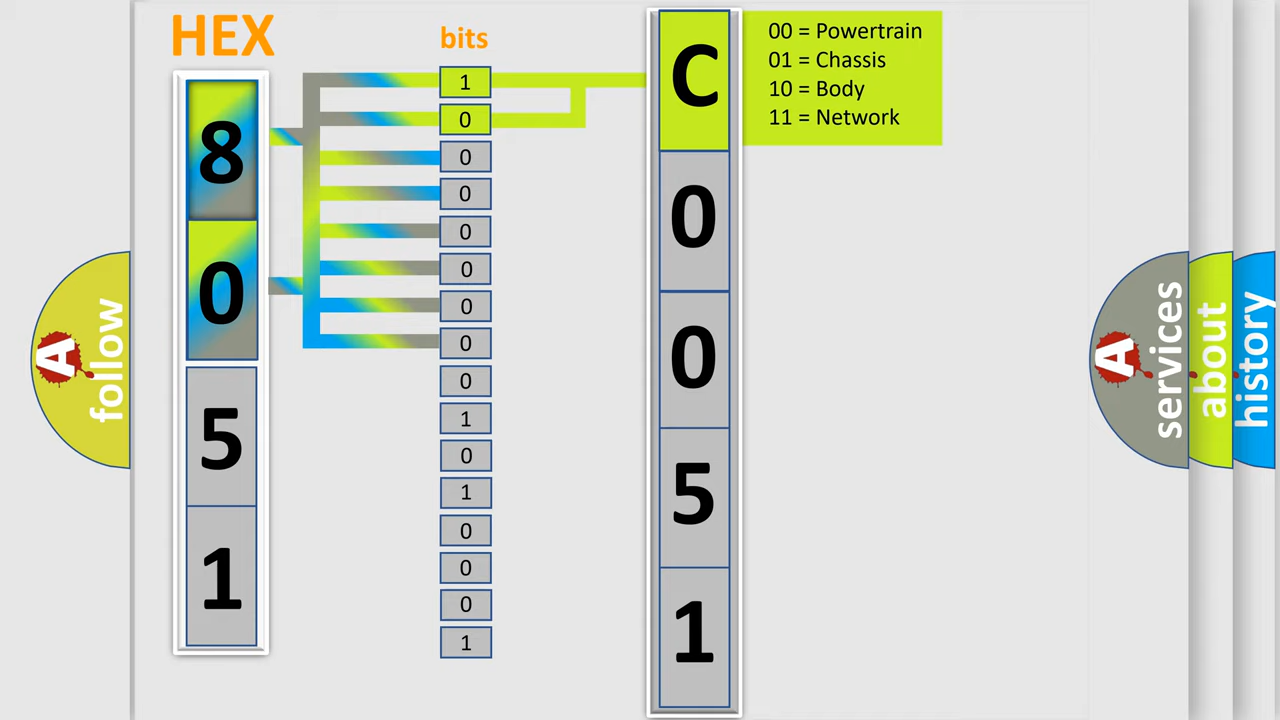 HEX
bits
8
0
5
1
1
0
0
0
0
0
0
0
0
1
0
1
0
0
0
1
C
0
0
5
1
00 = Powertrain
01 = Chassis
10 = Body
11 = Network
A
follow
A
services
about
history